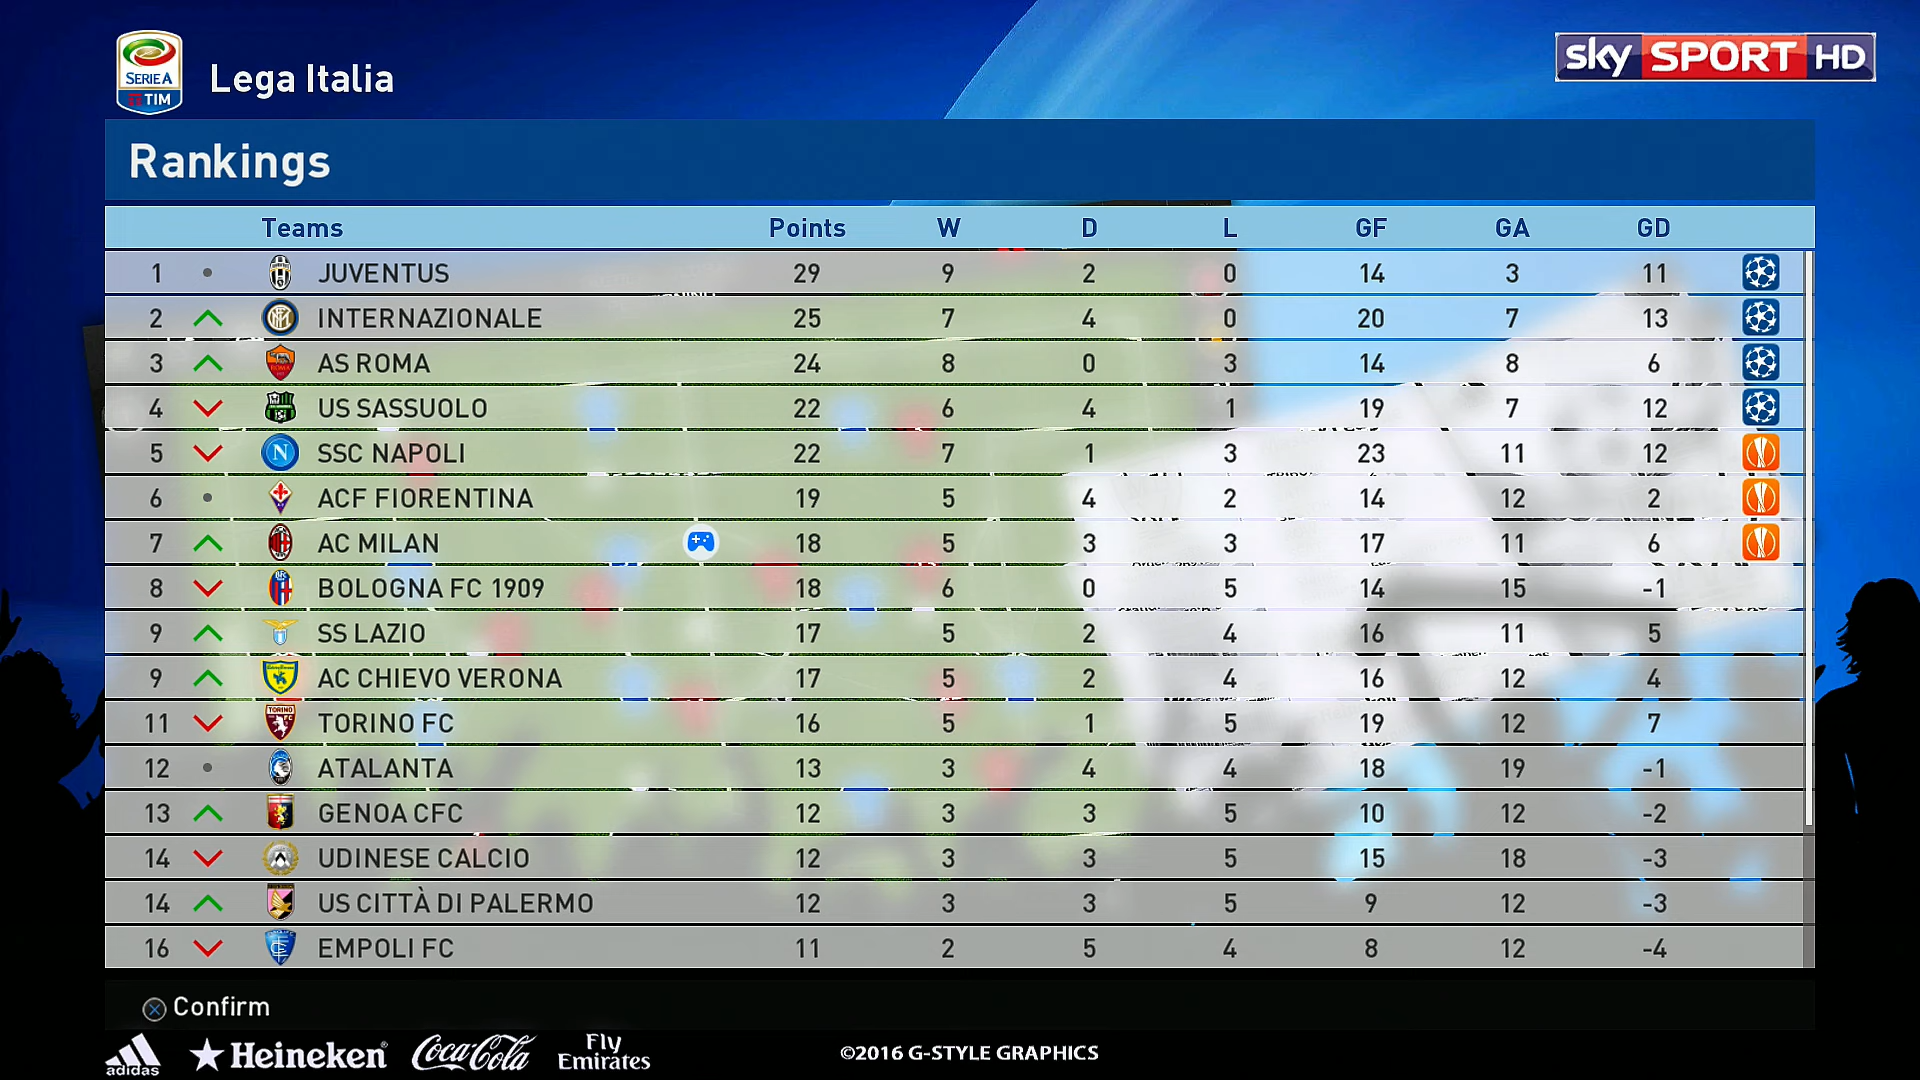 SERIE A
TIM
Lega Italia
sky SPORT HD
Rankings
Teams Points W D L GF GA GD
1 JUVENTUS 29 9 2 0 14 3 11
2 INTERNAZIONALE 25 7 4 0 20 7 13
3 AS ROMA 24 8 0 3 14 8 6
4 US SASSUOLO 22 6 4 1 19 7 12
5 SSC NAPOLI 22 7 1 3 23 11 12
6 ACF FIORENTINA 19 5 4 2 14 12 2
7 AC MILAN 18 5 3 3 17 11 6
8 BOLOGNA FC 1909 18 6 0 5 14 15 -1
9 SS LAZIO 17 5 2 4 16 11 5
9 AC CHIEVO VERONA 17 5 2 4 16 12 4
11 TORINO FC 16 5 1 5 19 12 7
12 ATALANTA 13 3 4 4 18 19 -1
13 GENOA CFC 12 3 3 5 10 12 -2
14 UDINESE CALCIO 12 3 3 5 15 18 -3
14 US CITTÀ DI PALERMO 12 3 3 5 9 12 -3
16 EMPOLI FC 11 2 5 4 8 12 -4
Confirm
adidas Heineken Coca-Cola Fly Emirates
©2016 G-STYLE GRAPHICS